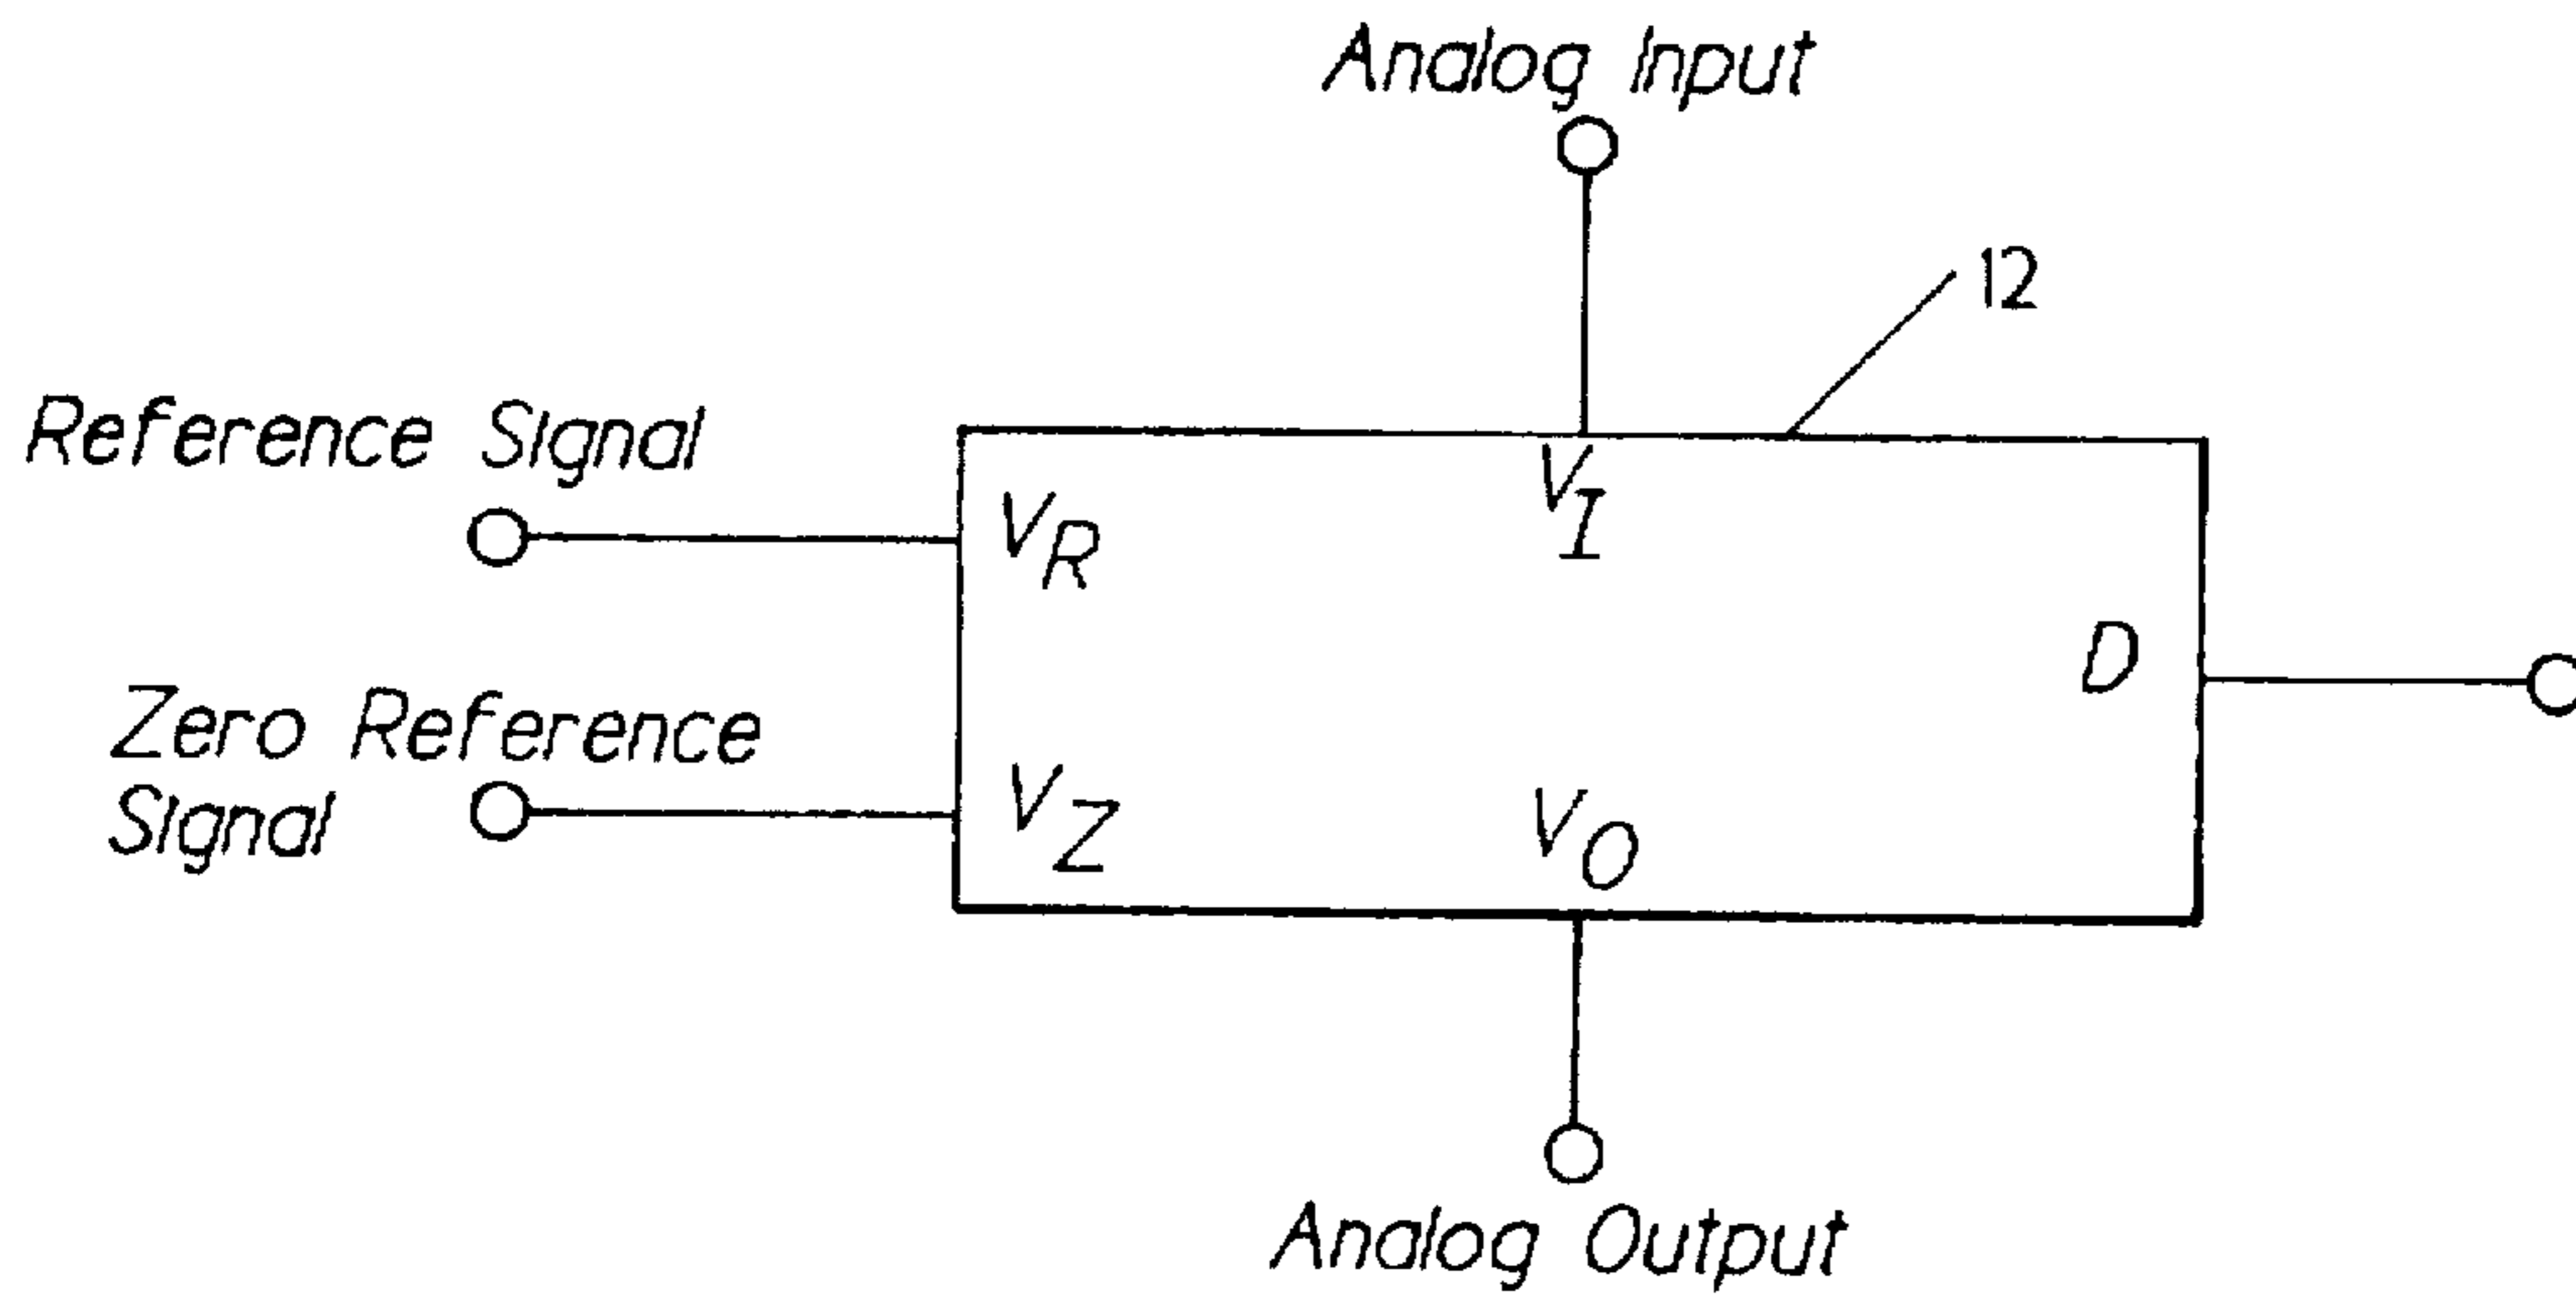 Analog Input
12
Reference Signal
V_I
V_R
D
Zero Reference
Signal
V_Z
V_O
Analog Output